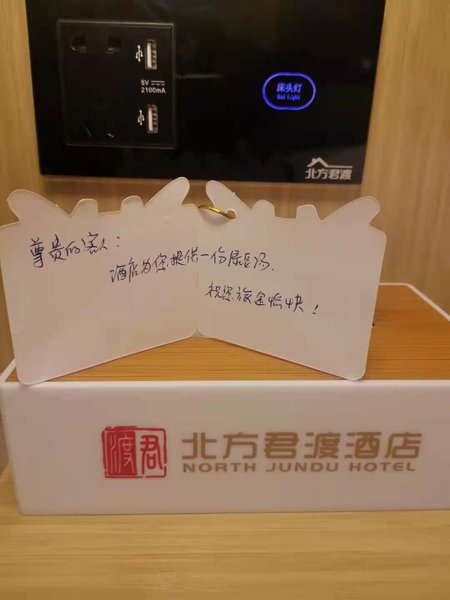 5V
2100mA
床头灯
Bed Light
北方君渡
尊贵的客人:
酒店为您提供一份
祝您旅途愉快!
渡君
北方君渡酒店
NORTH JUNDU HOTEL